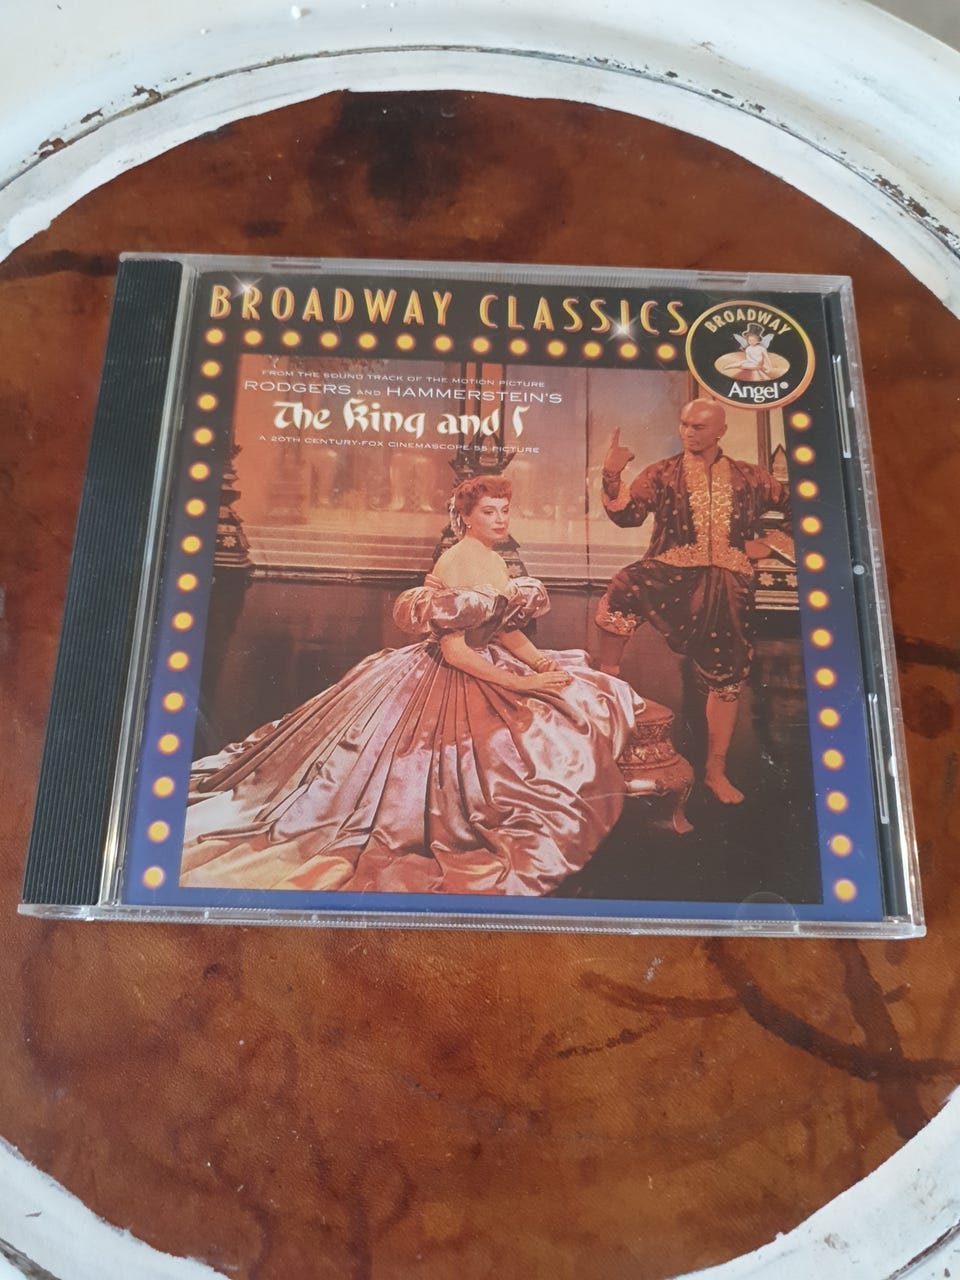 BROADWAY CLASSICS
BROADWAY
Angel®
FROM THE SOUND TRACK OF THE MOTION PICTURE
RODGERS AND HAMMERSTEIN'S
The King and I
A 20TH CENTURY-FOX CINEMASCOPE 55 PICTURE